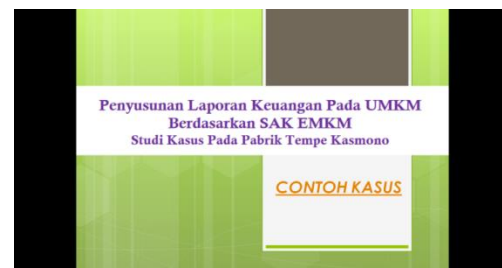 Penyusunan Laporan Keuangan Pada UMKM
Berdasarkan SAK EMKM
Studi Kasus Pada Pabrik Tempe Kasmono
CONTOH KASUS